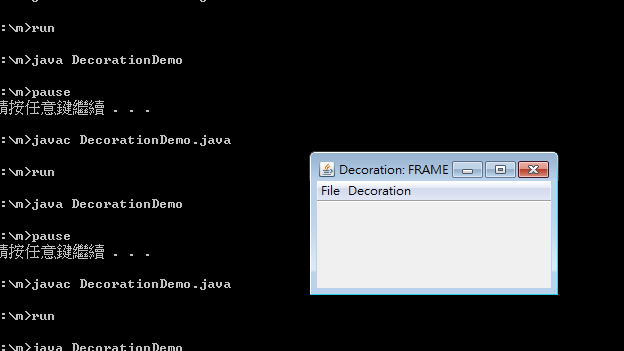 :\m>run
:\m>java DecorationDemo
:\m>pause
請按任意鍵繼續 . . .
:\m>javac DecorationDemo.java
:\m>run
:\m>java DecorationDemo
:\m>pause
請按任意鍵繼續 . . .
:\m>javac DecorationDemo.java
:\m>run
:\m>java DecorationDemo
Decoration: FRAME
File Decoration